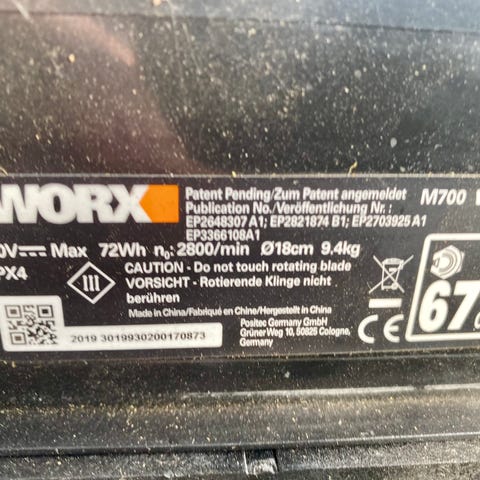 WORX
Patent Pending/Zum Patent angemeldet
Publication No./Veröffentlichung Nr.:
EP2648307 A1; EP2821874 B1; EP2703925 A1
EP3366108A1
M700
0V⎓ Max 72Wh n₀: 2800/min Ø18cm 9.4kg
PX4
III
CAUTION - Do not touch rotating blade
VORSICHT - Rotierende Klinge nicht
berühren
Made in China/Fabriqué en Chine/Hergestellt in China
Positec Germany GmbH
Grüner Weg 10, 50825 Cologne,
Germany
2019 3019930200170873
CE
67